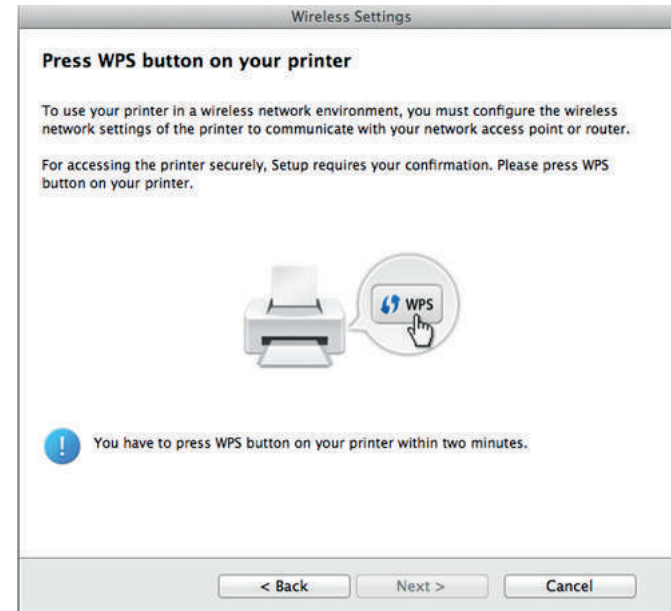 Wireless Settings
Press WPS button on your printer
To use your printer in a wireless network environment, you must configure the wireless
network settings of the printer to communicate with your network access point or router.
For accessing the printer securely, Setup requires your confirmation. Please press WPS
button on your printer.
WPS
You have to press WPS button on your printer within two minutes.
< Back
Next >
Cancel